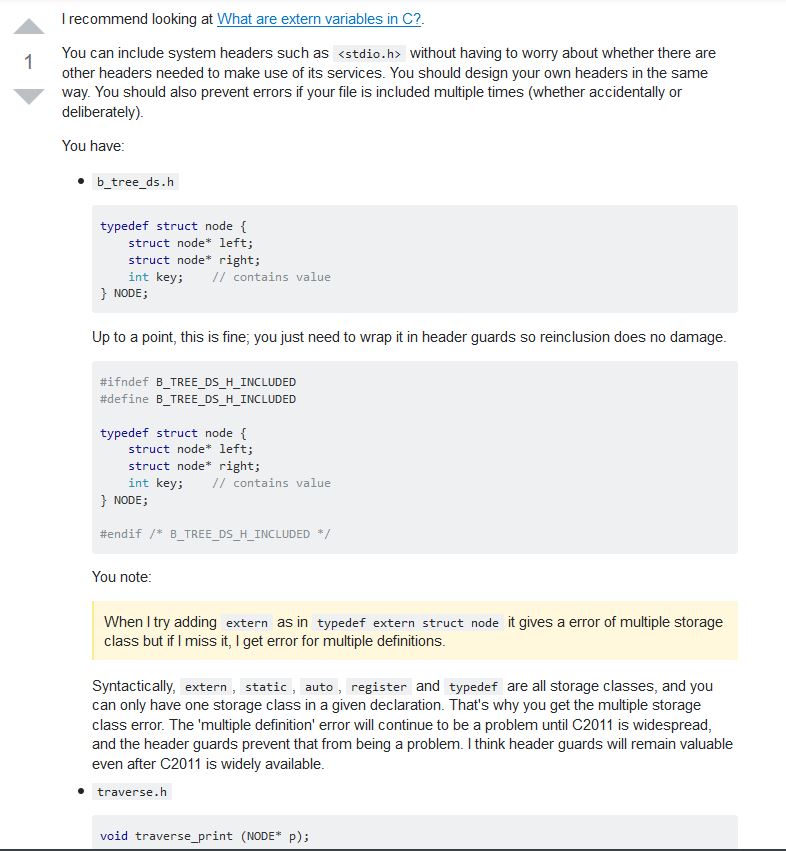 I recommend looking at What are extern variables in C?.
1
You can include system headers such as <stdio.h> without having to worry about whether there are
other headers needed to make use of its services. You should design your own headers in the same
way. You should also prevent errors if your file is included multiple times (whether accidentally or
deliberately).
You have:
b_tree_ds.h
typedef struct node {
    struct node* left;
    struct node* right;
    int key;    // contains value
} NODE;
Up to a point, this is fine; you just need to wrap it in header guards so reinclusion does no damage.
#ifndef B_TREE_DS_H_INCLUDED
#define B_TREE_DS_H_INCLUDED
typedef struct node {
    struct node* left;
    struct node* right;
    int key;    // contains value
} NODE;
#endif /* B_TREE_DS_H_INCLUDED */
You note:
When I try adding extern as in typedef extern struct node it gives a error of multiple storage
class but if I miss it, I get error for multiple definitions.
Syntactically, extern, static, auto, register and typedef are all storage classes, and you
can only have one storage class in a given declaration. That's why you get the multiple storage
class error. The 'multiple definition' error will continue to be a problem until C2011 is widespread,
and the header guards prevent that from being a problem. I think header guards will remain valuable
even after C2011 is widely available.
traverse.h
void traverse_print (NODE* p);